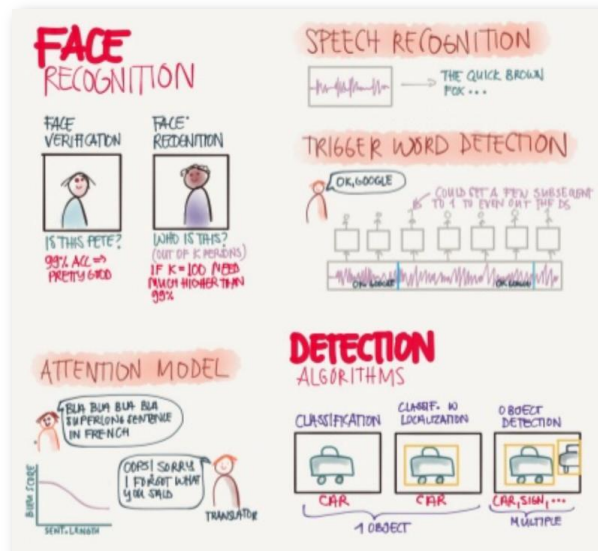 FACE
RECOGNITION
FACE
VERIFICATION
FACE
RECOGNITION
IS THIS PETE?
99% ACC ⇒
PRETTY GOOD
WHO IS THIS?
(OUT OF K PERSONS)
IF K=100 NEED
MUCH HIGHER THAN
99%
SPEECH RECOGNITION
THE QUICK BROWN
FOX...
TRIGGER WORD DETECTION
OK, GOOGLE
COULD SET A FEW SUBSEQUENT
TO 1 TO EVEN OUT THE DS
OK GOOGLE
OK GOOGLE
ATTENTION MODEL
BLA BLA BLA BLA
SUPERLONG SENTENCE
IN FRENCH
OOPS! SORRY
I FORGOT WHAT
YOU SAID
TRANSLATOR
BLEU SCORE
SENT. LENGTH
DETECTION
ALGORITHMS
CLASSIFICATION
CLASSIF. W
LOCALIZATION
OBJECT
DETECTION
CAR
CAR
CAR, SIGN, ...
1 OBJECT
MULTIPLE